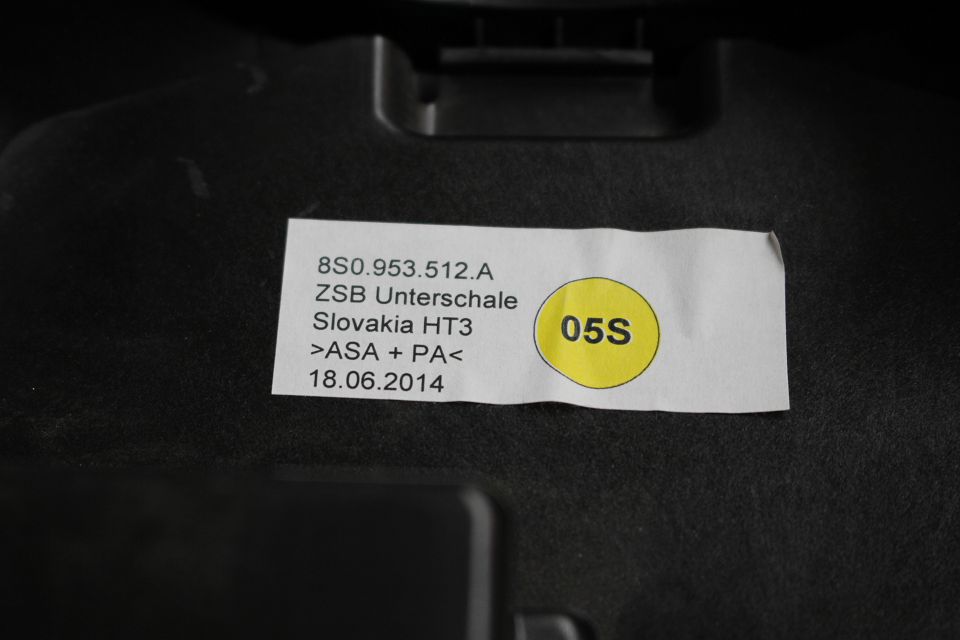 8S0.953.512.A
ZSB Unterschale
Slovakia HT3
>ASA + PA<
18.06.2014
05S